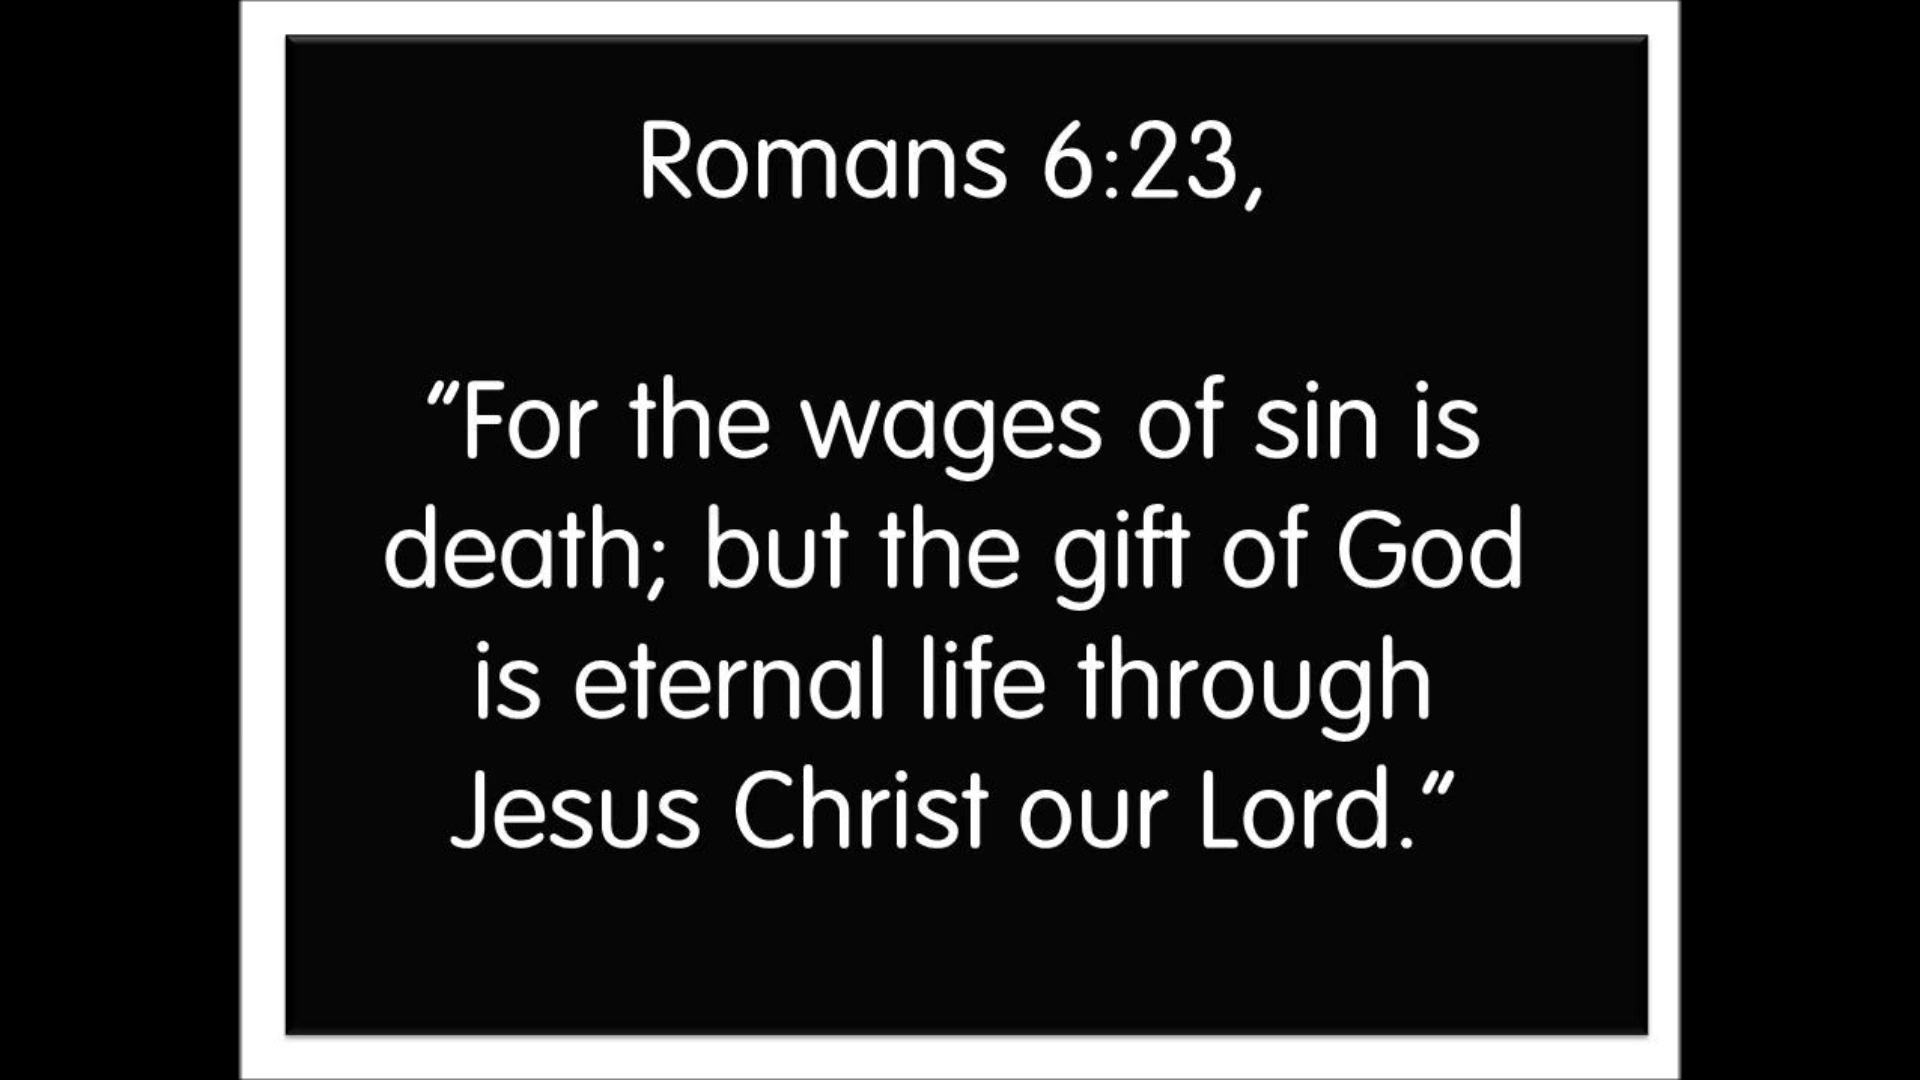 Romans 6:23,
“For the wages of sin is
death; but the gift of God
is eternal life through
Jesus Christ our Lord.”